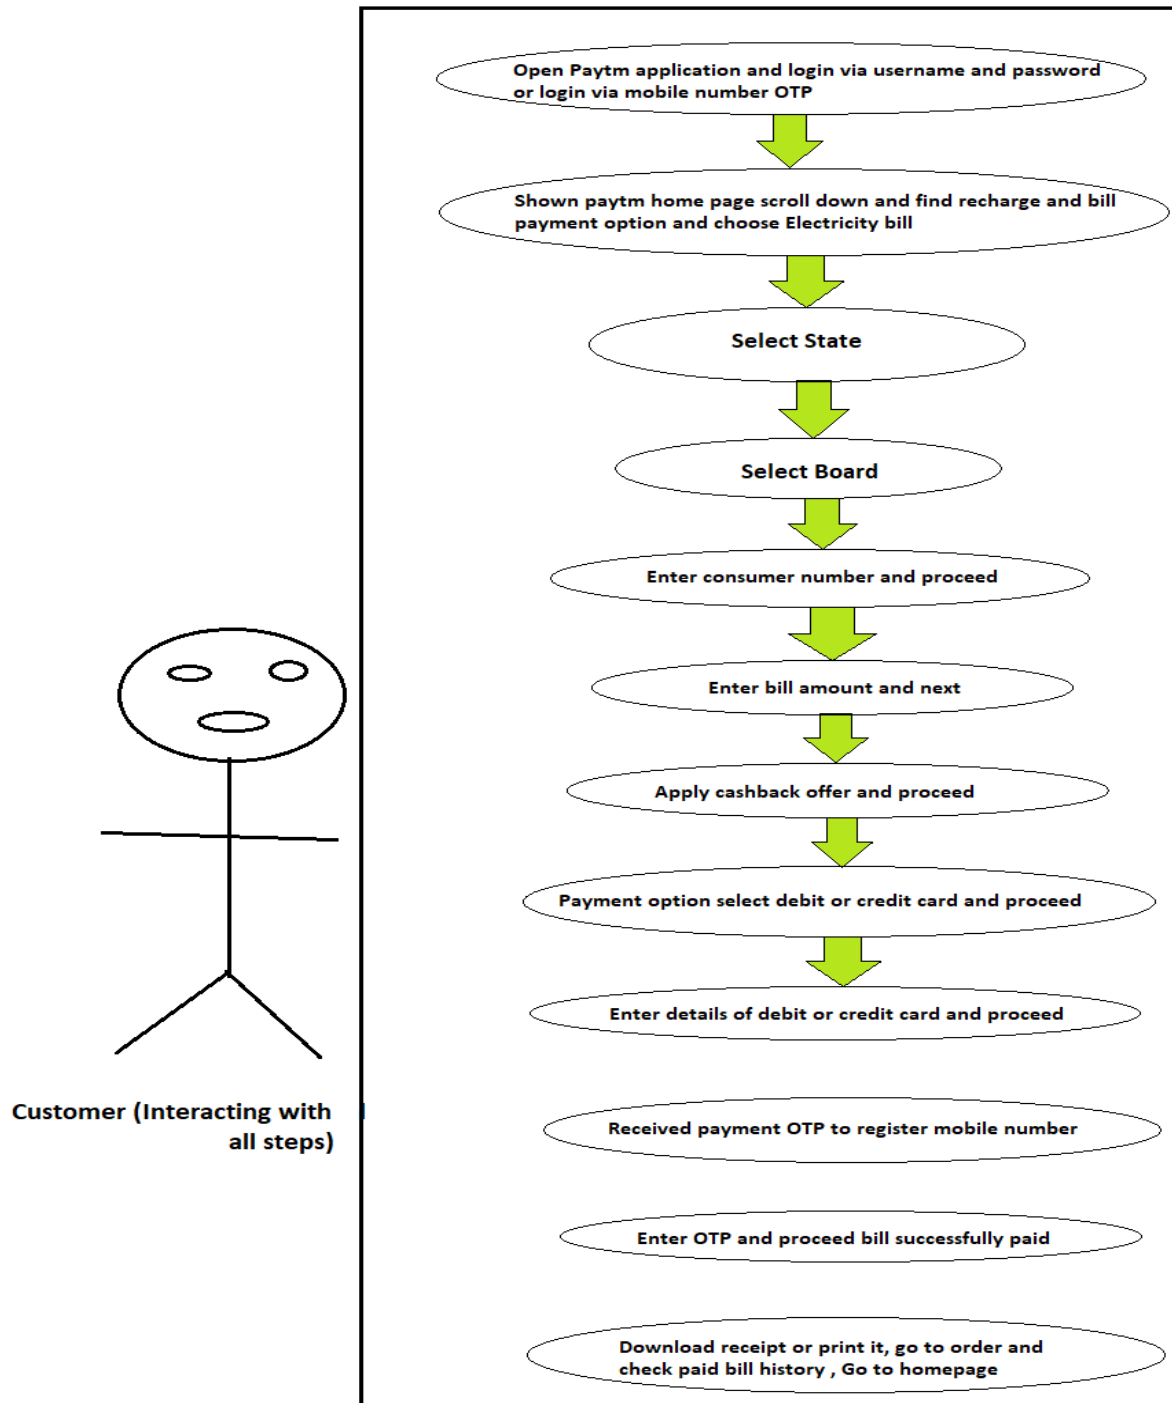 Open Paytm application and login via username and password
or login via mobile number OTP
Shown paytm home page scroll down and find recharge and bill
payment option and choose Electricity bill
Select State
Select Board
Enter consumer number and proceed
Enter bill amount and next
Apply cashback offer and proceed
Payment option select debit or credit card and proceed
Enter details of debit or credit card and proceed
Customer (Interacting with
all steps)
Received payment OTP to register mobile number
Enter OTP and proceed bill successfully paid
Download receipt or print it, go to order and
check paid bill history , Go to homepage